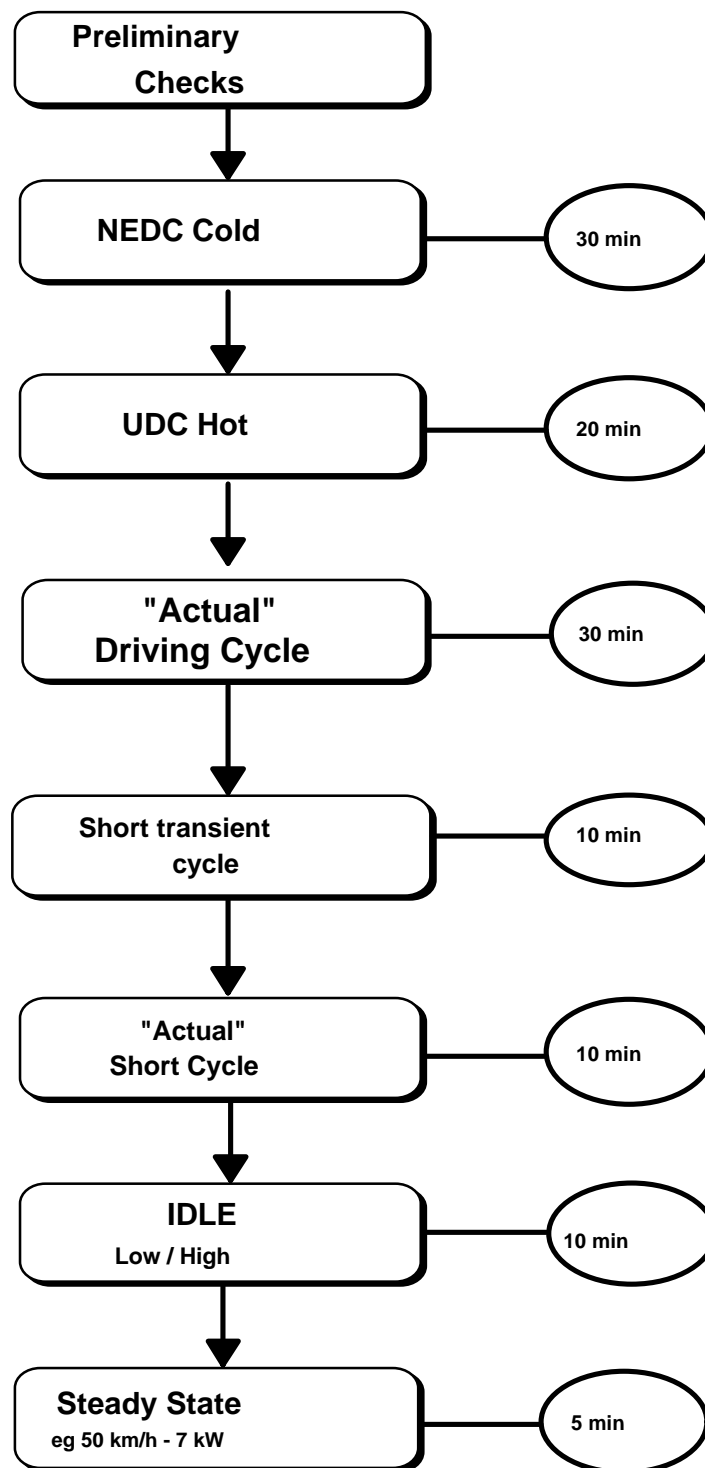 Preliminary
Checks
NEDC Cold
30 min
UDC Hot
20 min
"Actual"
Driving Cycle
30 min
Short transient
cycle
10 min
"Actual"
Short Cycle
10 min
IDLE
Low / High
10 min
Steady State
eg 50 km/h - 7 kW
5 min